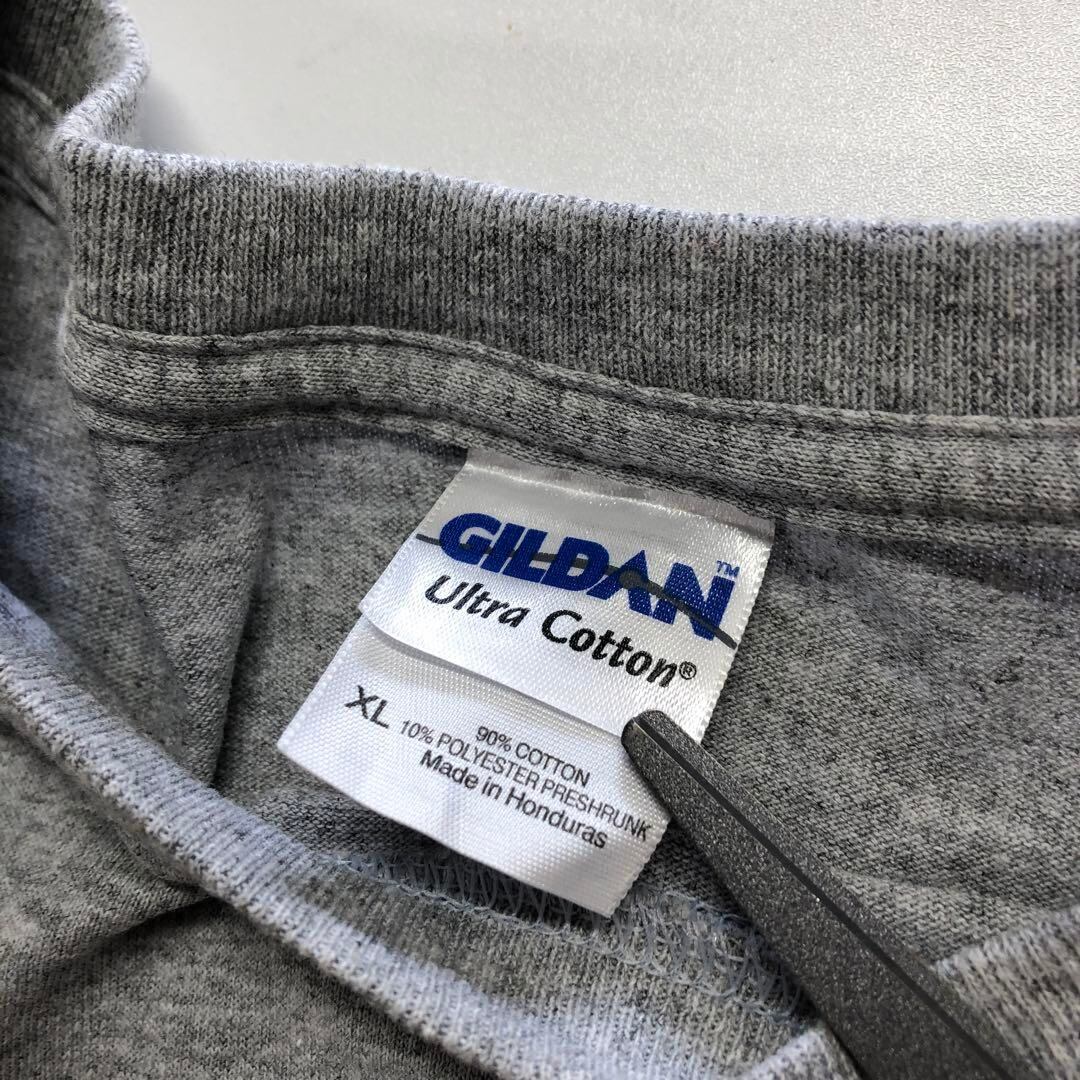 GILDAN™
Ultra Cotton®
XL
90% COTTON
10% POLYESTER PRESHRUNK
Made in Honduras